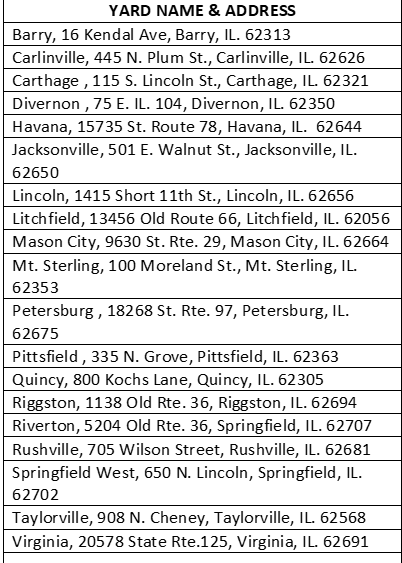 YARD NAME & ADDRESS
Barry, 16 Kendal Ave, Barry, IL. 62313
Carlinville, 445 N. Plum St., Carlinville, IL. 62626
Carthage , 115 S. Lincoln St., Carthage, IL. 62321
Divernon , 75 E. IL. 104, Divernon, IL. 62350
Havana, 15735 St. Route 78, Havana, IL.  62644
Jacksonville, 501 E. Walnut St., Jacksonville, IL.
62650
Lincoln, 1415 Short 11th St., Lincoln, IL. 62656
Litchfield, 13456 Old Route 66, Litchfield, IL. 62056
Mason City, 9630 St. Rte. 29, Mason City, IL. 62664
Mt. Sterling, 100 Moreland St., Mt. Sterling, IL.
62353
Petersburg , 18268 St. Rte. 97, Petersburg, IL.
62675
Pittsfield , 335 N. Grove, Pittsfield, IL. 62363
Quincy, 800 Kochs Lane, Quincy, IL. 62305
Riggston, 1138 Old Rte. 36, Riggston, IL. 62694
Riverton, 5204 Old Rte. 36, Springfield, IL. 62707
Rushville, 705 Wilson Street, Rushville, IL. 62681
Springfield West, 650 N. Lincoln, Springfield, IL.
62702
Taylorville, 908 N. Cheney, Taylorville, IL. 62568
Virginia, 20578 State Rte.125, Virginia, IL. 62691